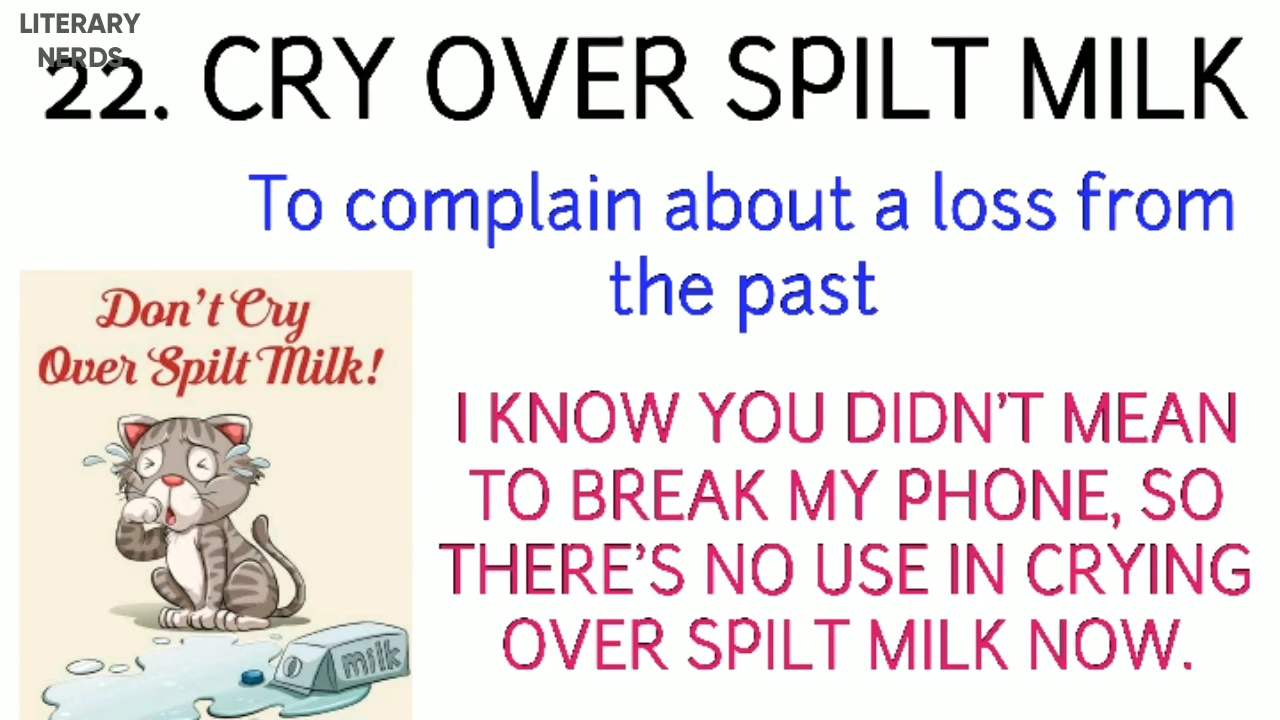 LITERARY
NERDS
22. CRY OVER SPILT MILK
To complain about a loss from
the past
Don't Cry
Over Spilt Milk!
milk
I KNOW YOU DIDN'T MEAN
TO BREAK MY PHONE, SO
THERE'S NO USE IN CRYING
OVER SPILT MILK NOW.